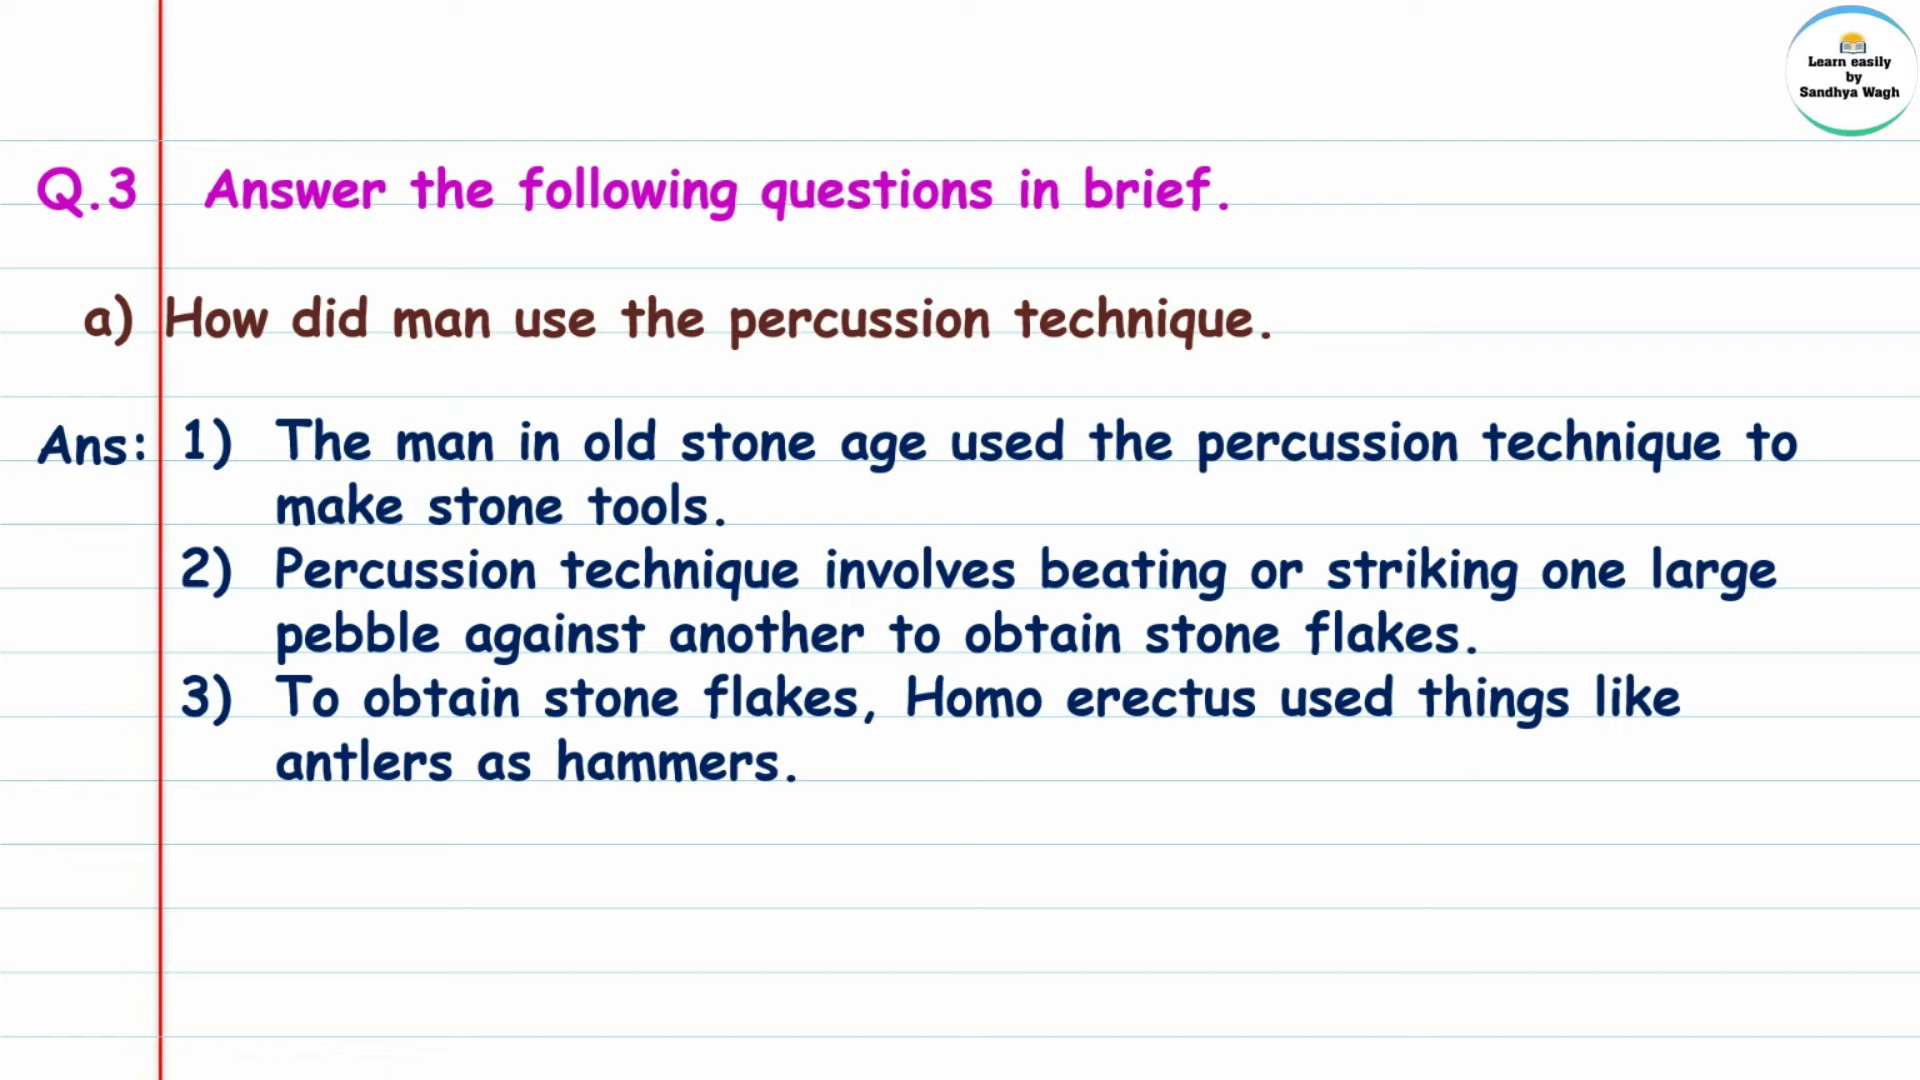 Learn easily
by
Sandhya Wagh
Q.3 Answer the following questions in brief.
a) How did man use the percussion technique.
Ans: 1) The man in old stone age used the percussion technique to
make stone tools.
2) Percussion technique involves beating or striking one large
pebble against another to obtain stone flakes.
3) To obtain stone flakes, Homo erectus used things like
antlers as hammers.